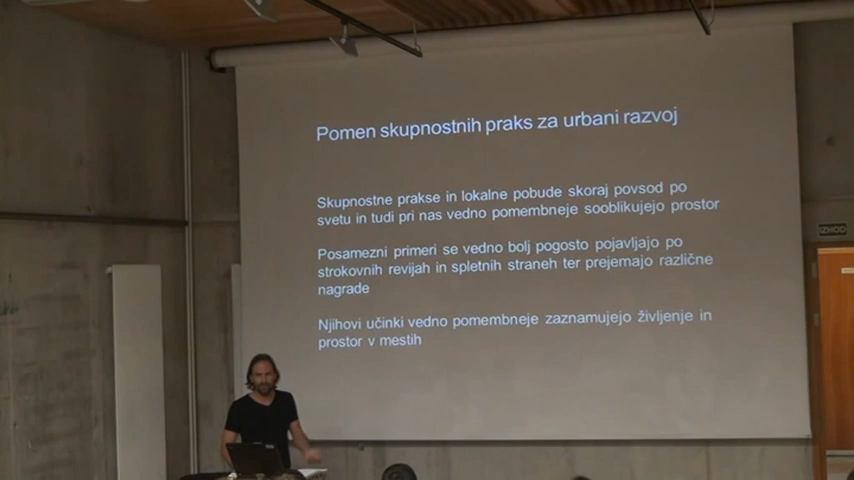 Pomen skupnostnih praks za urbani razvoj
Skupnostne prakse in lokalne pobude skoraj povsod po
svetu in tudi pri nas vedno pomembneje sooblikujejo prostor
Posamezni primeri se vedno bolj pogosto pojavljajo po
strokovnih revijah in spletnih straneh ter prejemajo različne
nagrade
Njihovi učinki vedno pomembneje zaznamujejo življenje in
prostor v mestih
IZHOD